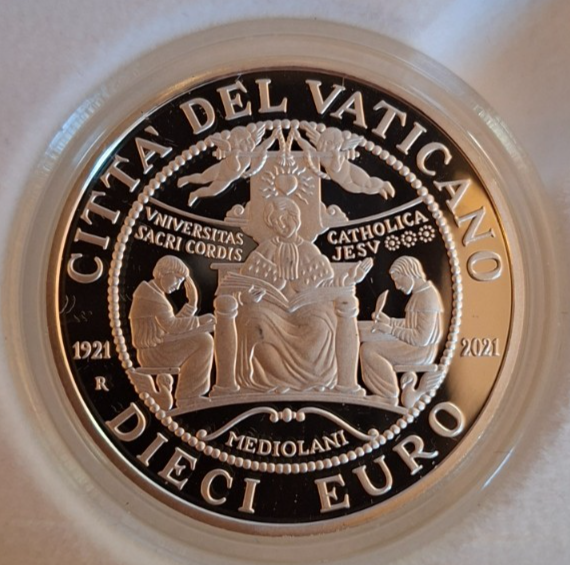 CITTA' DEL VATICANO
VNIVERSITAS
SACRI CORDIS
CATHOLICA
JESV
1921
2021
R
MEDIOLANI
DIECI EURO